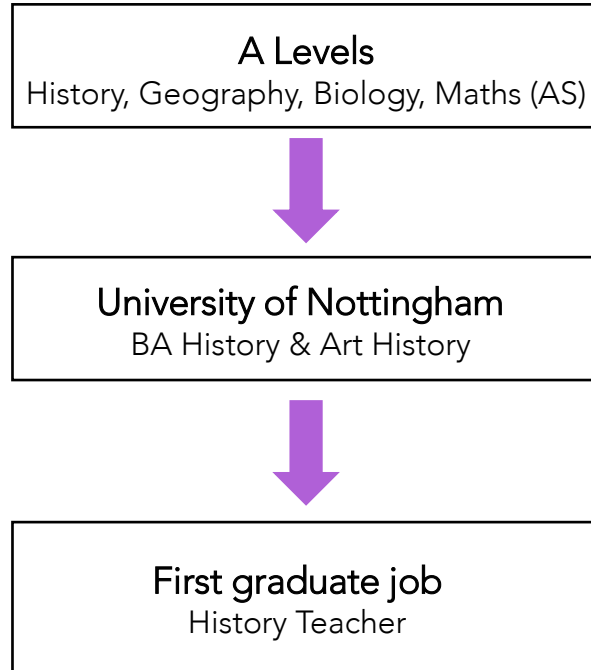 A Levels
History, Geography, Biology, Maths (AS)
University of Nottingham
BA History & Art History
First graduate job
History Teacher